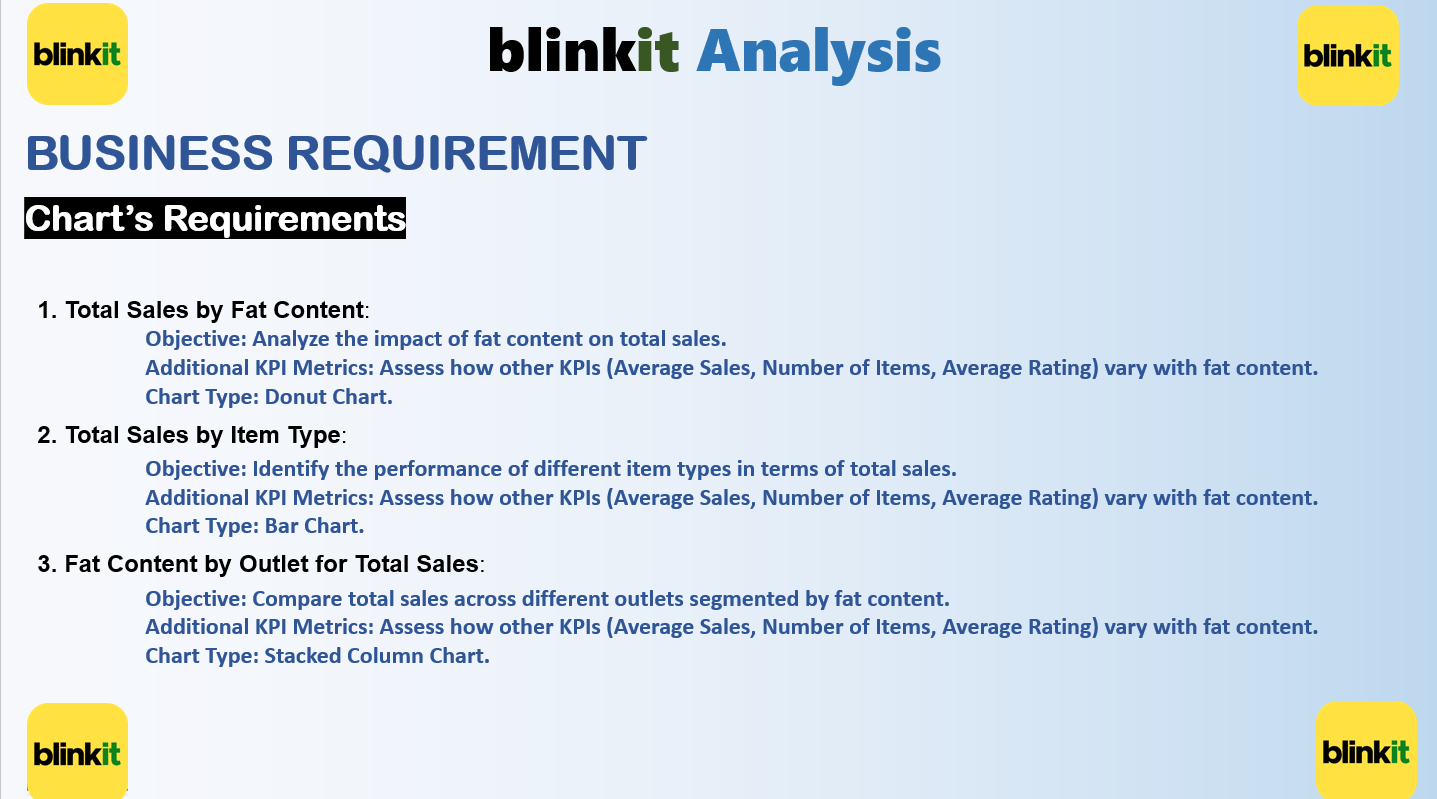 blinkit
blinkit Analysis
blinkit
BUSINESS REQUIREMENT
Chart’s Requirements
1. Total Sales by Fat Content:
Objective: Analyze the impact of fat content on total sales.
Additional KPI Metrics: Assess how other KPIs (Average Sales, Number of Items, Average Rating) vary with fat content.
Chart Type: Donut Chart.
2. Total Sales by Item Type:
Objective: Identify the performance of different item types in terms of total sales.
Additional KPI Metrics: Assess how other KPIs (Average Sales, Number of Items, Average Rating) vary with fat content.
Chart Type: Bar Chart.
3. Fat Content by Outlet for Total Sales:
Objective: Compare total sales across different outlets segmented by fat content.
Additional KPI Metrics: Assess how other KPIs (Average Sales, Number of Items, Average Rating) vary with fat content.
Chart Type: Stacked Column Chart.
blinkit
blinkit